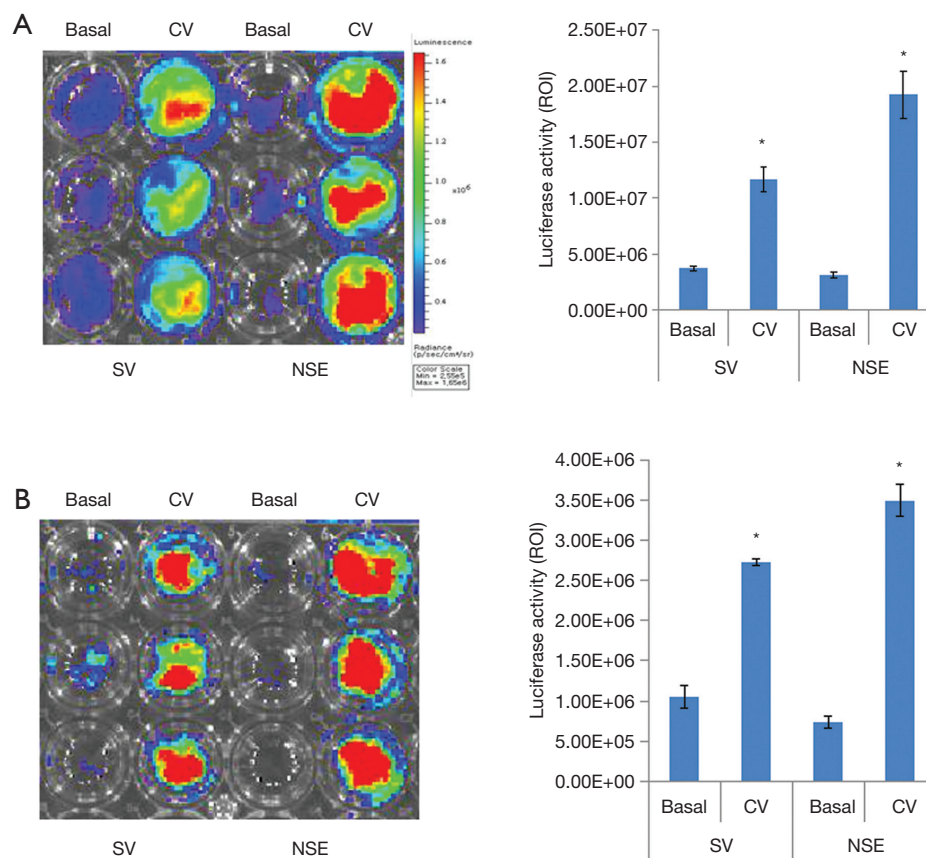 A
Basal CV Basal CV
Luminescence
1.6
1.4
1.2
1.0
x10⁶
0.8
0.6
0.4
Radiance
(p/sec/cm²/sr)
Color Scale
Min = 2,55e5
Max = 1,65e6
SV NSE
Luciferase activity (ROI)
2.50E+07
2.00E+07
1.50E+07
1.00E+07
5.00E+06
0.00E+00
* *
Basal CV Basal CV
SV NSE
B
Basal CV Basal CV
SV NSE
Luciferase activity (ROI)
4.00E+06
3.50E+06
3.00E+06
2.50E+06
2.00E+06
1.50E+06
1.00E+06
5.00E+05
0.00E+00
* *
Basal CV Basal CV
SV NSE